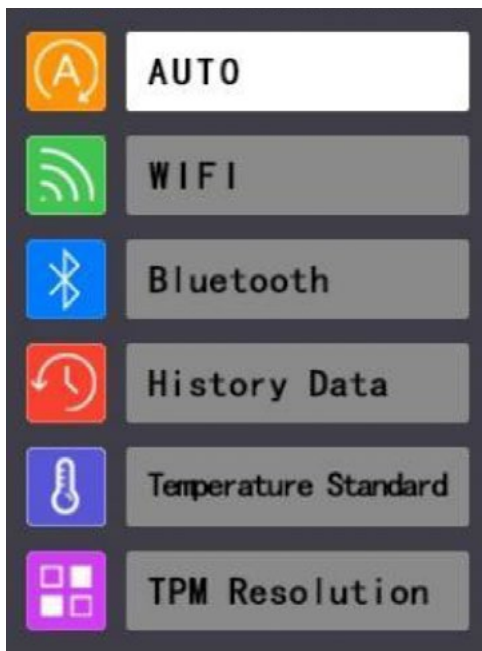 A
AUTO
WIFI
Bluetooth
History Data
Temperature Standard
TPM Resolution